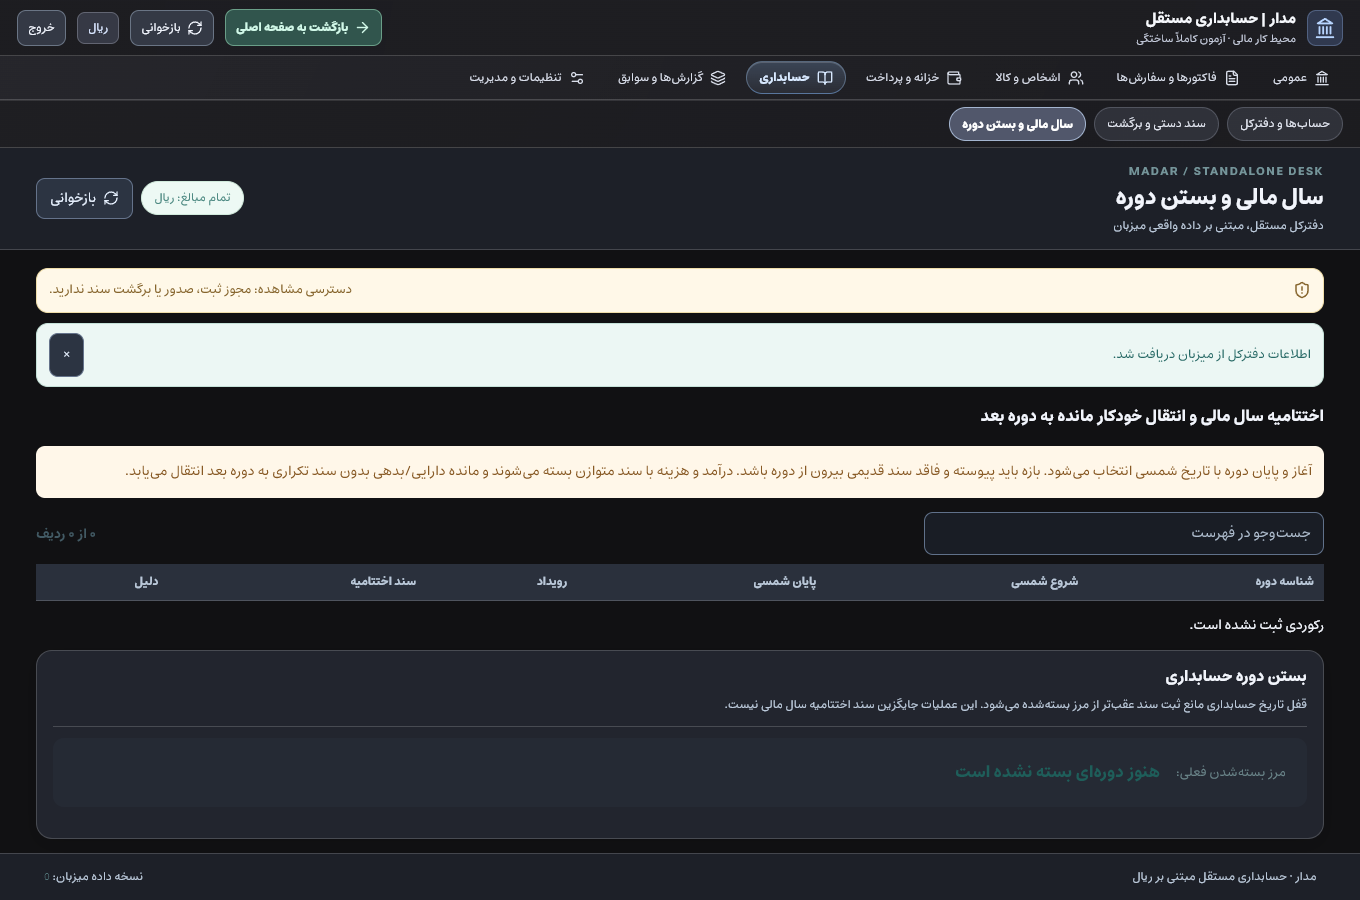 مدار | حسابداری مستقل
محیط کار مالی · آزمون کاملاً ساختگی
بازگشت به صفحه اصلی
بازخوانی
ریال
خروج
عمومی
فاکتورها و سفارش‌ها
اشخاص و کالا
خزانه و پرداخت
حسابداری
گزارش‌ها و سوابق
تنظیمات و مدیریت
حساب‌ها و دفترکل
سند دستی و برگشت
سال مالی و بستن دوره
MADAR / STANDALONE DESK
سال مالی و بستن دوره
دفترکل مستقل، مبتنی بر داده واقعی میزبان
تمام مبالغ: ریال
بازخوانی
دسترسی مشاهده: مجوز ثبت، صدور یا برگشت سند ندارید.
اطلاعات دفترکل از میزبان دریافت شد.
×
اختتامیه سال مالی و انتقال خودکار مانده به دوره بعد
آغاز و پایان دوره با تاریخ شمسی انتخاب می‌شود. بازه باید پیوسته و فاقد سند قدیمی بیرون از دوره باشد. درآمد و هزینه با سند متوازن بسته می‌شوند و مانده دارایی/بدهی بدون سند تکراری به دوره بعد انتقال می‌یابد.
جست‌وجو در فهرست
۰ از ۰ ردیف
شناسه دوره
شروع شمسی
پایان شمسی
رویداد
سند اختتامیه
دلیل
رکوردی ثبت نشده است.
بستن دوره حسابداری
قفل تاریخ حسابداری مانع ثبت سند عقب‌تر از مرز بسته‌شده می‌شود. این عملیات جایگزین سند اختتامیه سال مالی نیست.
مرز بسته‌شدن فعلی: هنوز دوره‌ای بسته نشده است
مدار · حسابداری مستقل مبتنی بر ریال
نسخه داده میزبان: